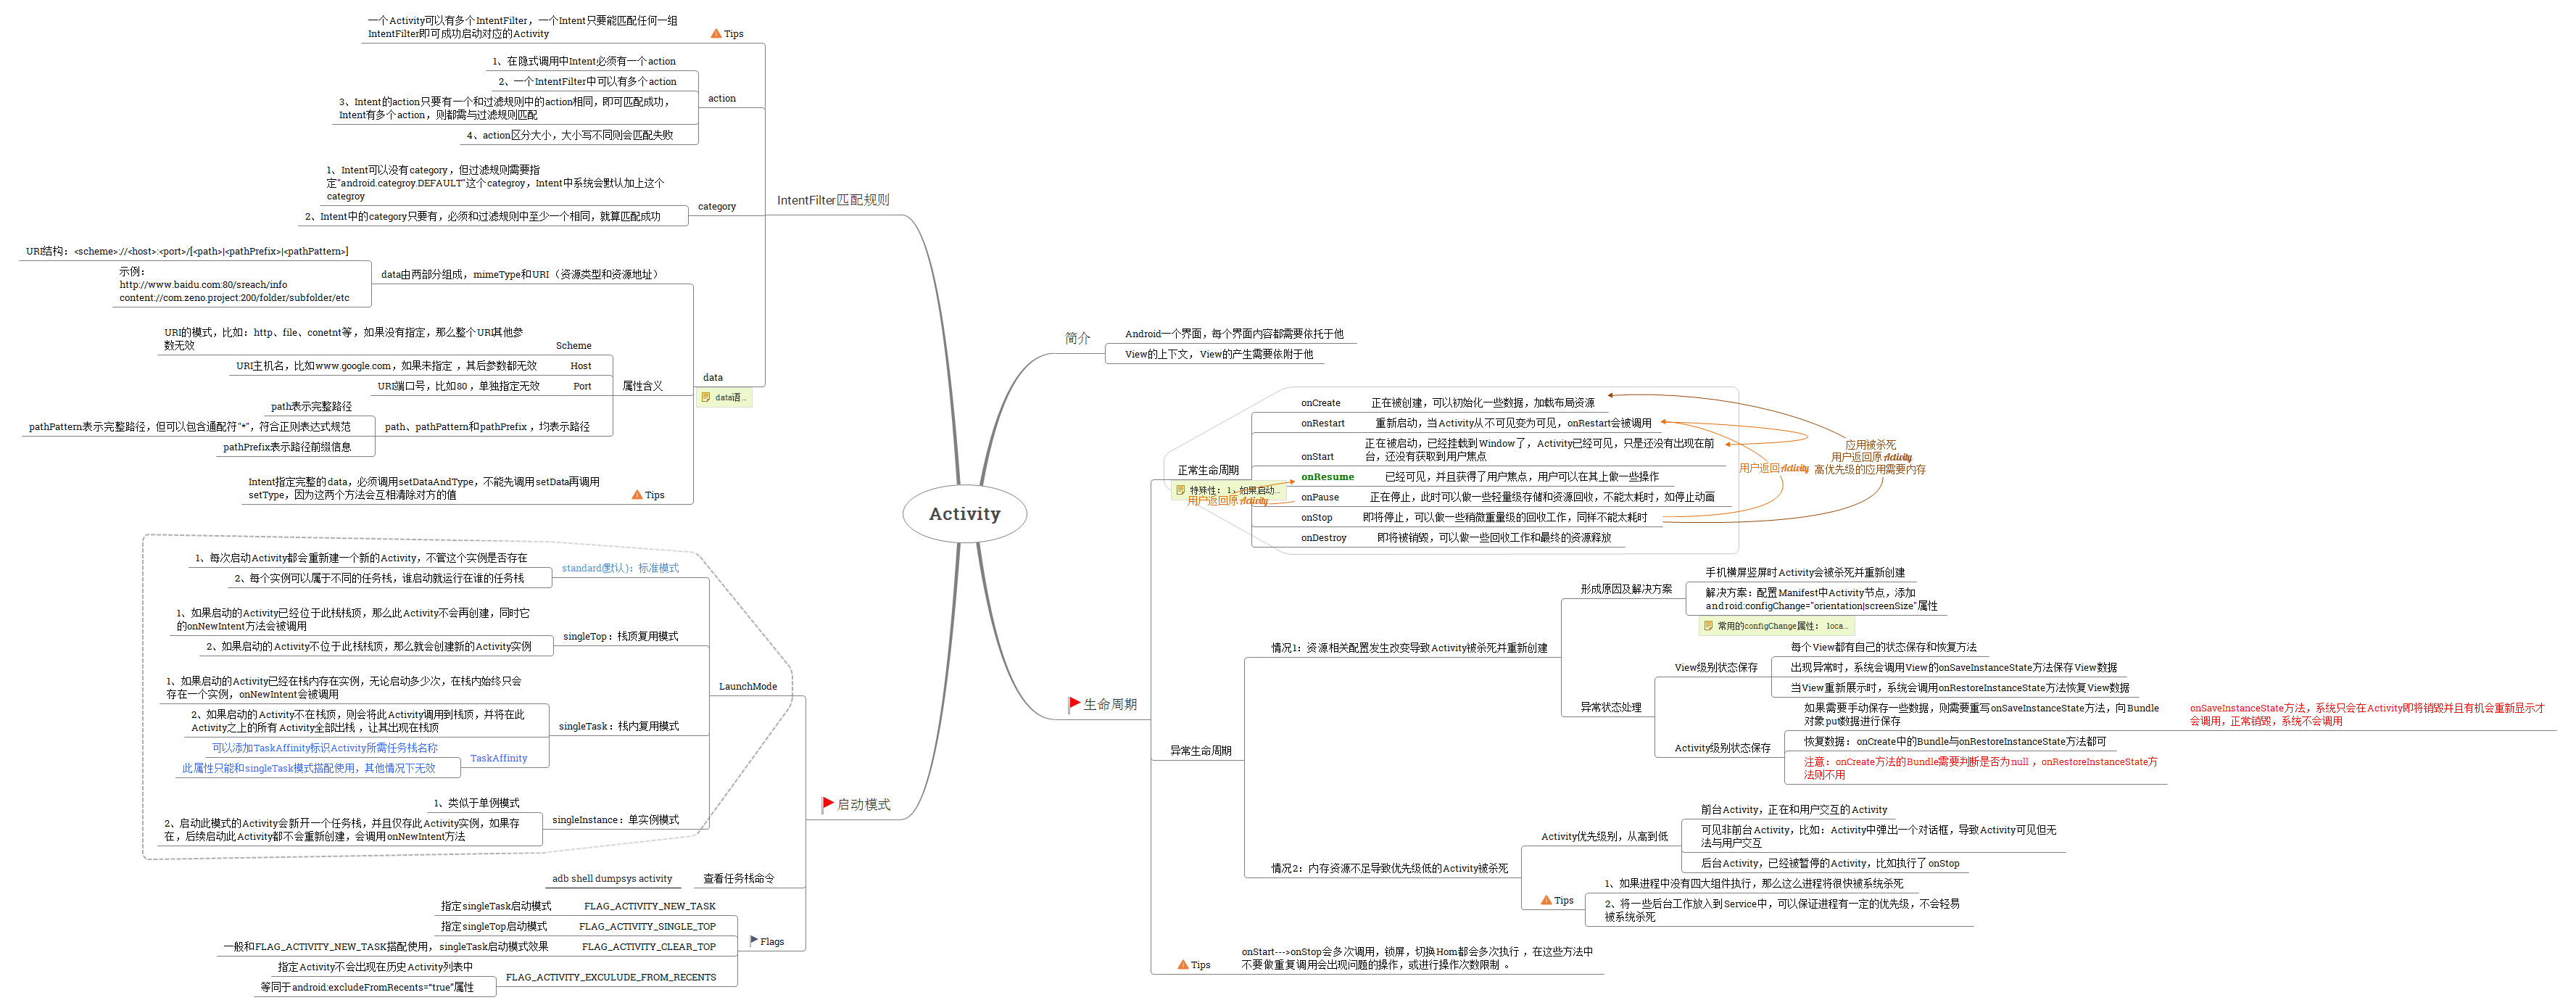 Activity
IntentFilter匹配规则
Tips
一个Activity可以有多个IntentFilter，一个Intent只要能匹配任何一组
IntentFilter即可成功启动对应的Activity
action
1、在隐式调用中Intent必须有一个action
2、一个IntentFilter中可以有多个action
3、Intent的action只要有一个和过滤规则中的action相同，即可匹配成功，
Intent有多个action，则都需与过滤规则匹配
4、action区分大小，大小写不同则会匹配失败
category
1、Intent可以没有category，但过滤规则需要指
定"android.categroy.DEFAULT"这个categroy，Intent中系统会默认加上这个
categroy
2、Intent中的category只要有，必须和过滤规则中至少一个相同，就算匹配成功
data
data语...
data由两部分组成，mimeType和URI（资源类型和资源地址）
URI结构：<scheme>://<host>:<port>/[<path>|<pathPrefix>|<pathPattern>]
示例：
http://www.baidu.com:80/sreach/info
content://com.zeno.project:200/folder/subfolder/etc
属性含义
Scheme
URI的模式，比如：http、file、conetnt等，如果没有指定，那么整个URI其他参
数无效
Host
URI主机名，比如www.google.com，如果未指定，其后参数都无效
Port
URI端口号，比如80，单独指定无效
path、pathPattern和pathPrefix，均表示路径
path表示完整路径
pathPattern表示完整路径，但可以包含通配符"*"，符合正则表达式规范
pathPrefix表示路径前缀信息
Tips
Intent指定完整的data，必须调用setDataAndType，不能先调用setData再调用
setType，因为这两个方法会互相清除对方的值
启动模式
LaunchMode
standard(默认)：标准模式
1、每次启动Activity都会重新建一个新的Activity，不管这个实例是否存在
2、每个实例可以属于不同的任务栈，谁启动就运行在谁的任务栈
singleTop：栈顶复用模式
1、如果启动的Activity已经位于此栈栈顶，那么此Activity不会再创建，同时它
的onNewIntent方法会被调用
2、如果启动的Activity不位于此栈栈顶，那么就会创建新的Activity实例
singleTask：栈内复用模式
1、如果启动的Activity已经在栈内存在实例，无论启动多少次，在栈内始终只会
存在一个实例，onNewIntent会被调用
2、如果启动的Activity不在栈顶，则会将此Activity调用到栈顶，并将在此
Activity之上的所有Activity全部出栈，让其出现在栈顶
TaskAffinity
可以添加TaskAffinity标识Activity所需任务栈名称
此属性只能和singleTask模式搭配使用，其他情况下无效
singleInstance：单实例模式
1、类似于单例模式
2、启动此模式的Activity会新开一个任务栈，并且仅存此Activity实例，如果存
在，后续启动此Activity都不会重新创建，会调用onNewIntent方法
查看任务栈命令
adb shell dumpsys activity
Flags
FLAG_ACTIVITY_NEW_TASK
指定singleTask启动模式
FLAG_ACTIVITY_SINGLE_TOP
指定singleTop启动模式
FLAG_ACTIVITY_CLEAR_TOP
一般和FLAG_ACTIVITY_NEW_TASK搭配使用，singleTask启动模式效果
FLAG_ACTIVITY_EXCULUDE_FROM_RECENTS
指定Activity不会出现在历史Activity列表中
等同于android:excludeFromRecents="true"属性
简介
Android一个界面，每个界面内容都需要依托于他
View的上下文，View的产生需要依附于他
生命周期
正常生命周期
特殊性：1、如果启动...
onCreate
正在被创建，可以初始化一些数据，加载布局资源
onRestart
重新启动，当Activity从不可见变为可见，onRestart会被调用
onStart
正在被启动，已经挂载到Window了，Activity已经可见，只是还没有出现在前
台，还没有获取到用户焦点
onResume
已经可见，并且获得了用户焦点，用户可以在其上做一些操作
onPause
正在停止，此时可以做一些轻量级存储和资源回收，不能太耗时，如停止动画
onStop
即将停止，可以做一些稍微重量级的回收工作，同样不能太耗时
onDestroy
即将被销毁，可以做一些回收工作和最终的资源释放
用户返回原Activity
用户返回Activity
应用被杀死
用户返回原Activity
高优先级的应用需要内存
异常生命周期
情况1：资源相关配置发生改变导致Activity被杀死并重新创建
形成原因及解决方案
手机横屏竖屏时Activity会被杀死并重新创建
解决方案：配置Manifest中Activity节点，添加
android:configChange="orientation|screenSize"属性
常用的configChange属性： loca...
异常状态处理
View级别状态保存
每个View都有自己的状态保存和恢复方法
出现异常时，系统会调用View的onSaveInstanceState方法保存View数据
当View重新展示时，系统会调用onRestoreInstanceState方法恢复View数据
Activity级别状态保存
如果需要手动保存一些数据，则需要重写onSaveInstanceState方法，向Bundle
对象put数据进行保存
onSaveInstanceState方法，系统只会在Activity即将销毁并且有机会重新显示才
会调用，正常销毁，系统不会调用
恢复数据：onCreate中的Bundle与onRestoreInstanceState方法都可
注意：onCreate方法的Bundle需要判断是否为null，onRestoreInstanceState方
法则不用
情况2：内存资源不足导致优先级低的Activity被杀死
Activity优先级别，从高到低
前台Activity，正在和用户交互的Activity
可见非前台Activity，比如：Activity中弹出一个对话框，导致Activity可见但无
法与用户交互
后台Activity，已经被暂停的Activity，比如执行了onStop
Tips
1、如果进程中没有四大组件执行，那么这么进程将很快被系统杀死
2、将一些后台工作放入到Service中，可以保证进程有一定的优先级，不会轻易
被系统杀死
Tips
onStart--->onStop会多次调用，锁屏，切换Hom都会多次执行，在这些方法中
不要做重复调用会出现问题的操作，或进行操作次数限制 。